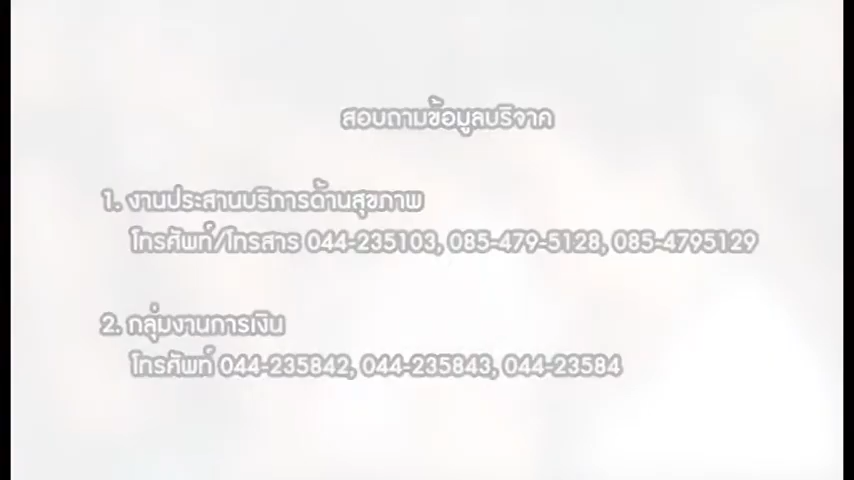 สอบถามข้อมูลบริจาค
1. งานประสานบริการด้านสุขภาพ
โทรศัพท์/โทรสาร 044-235103, 085-479-5128, 085-4795129
2. กลุ่มงานการเงิน
โทรศัพท์ 044-235842, 044-235843, 044-23584